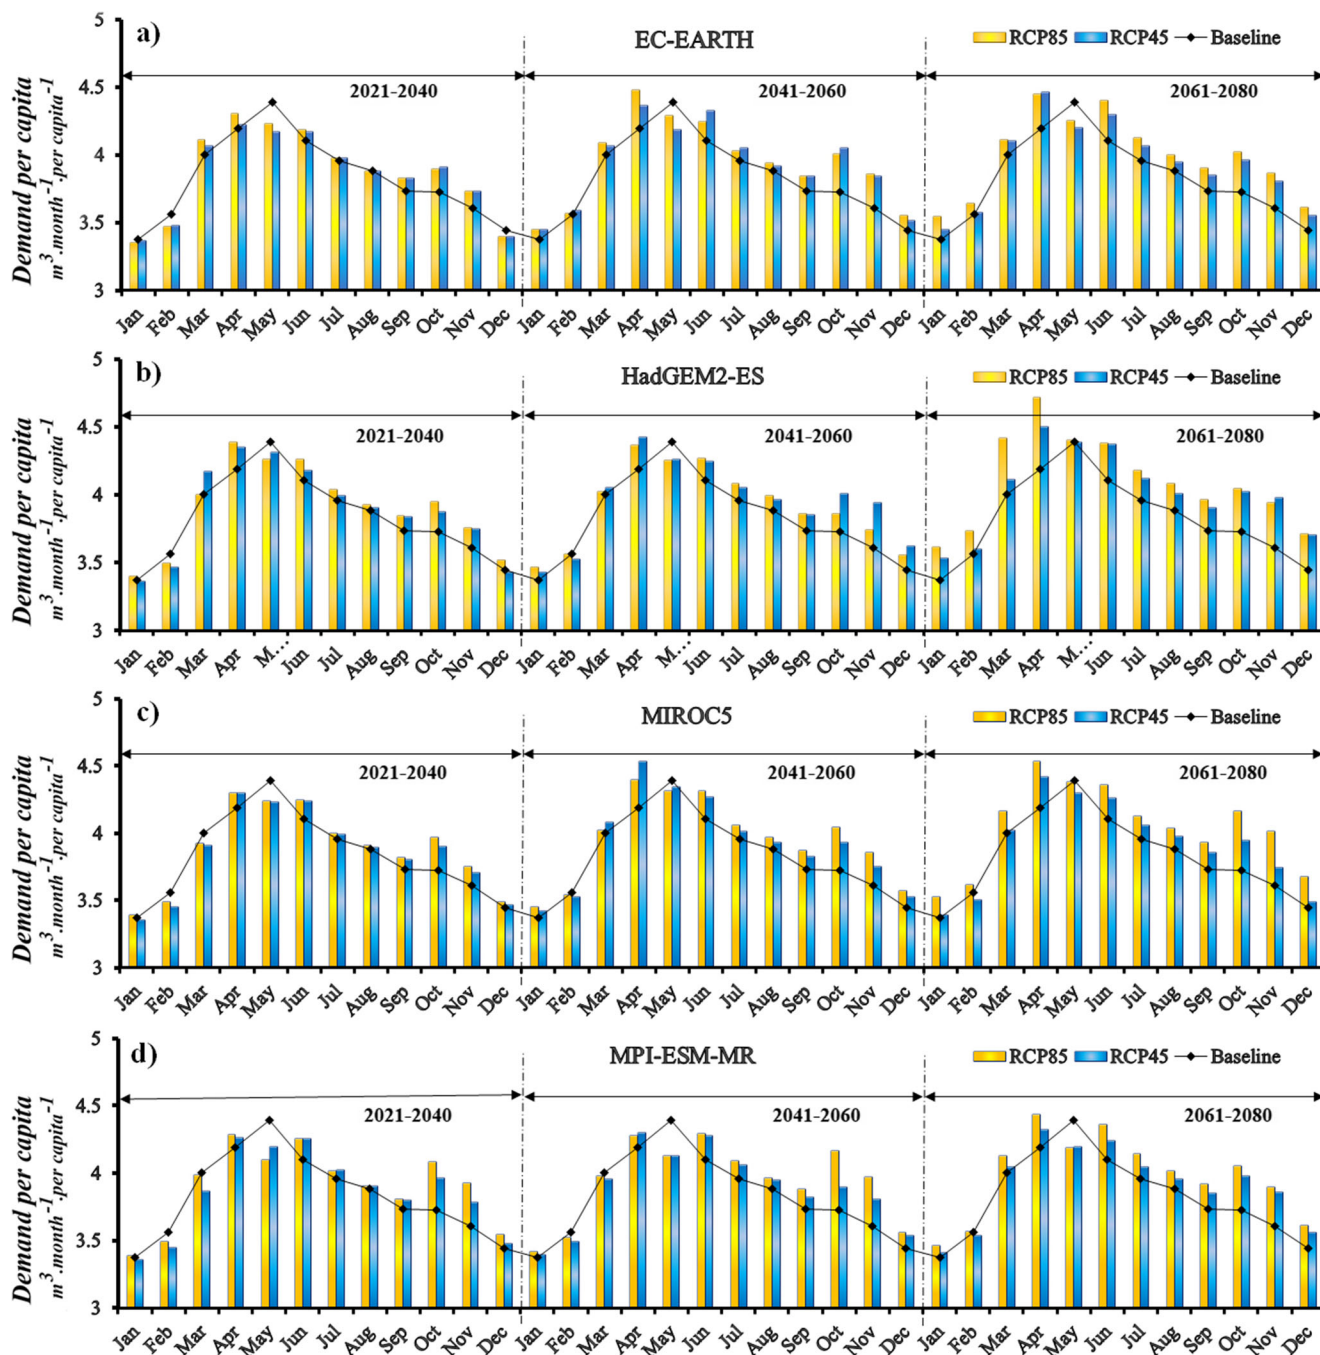 a)
EC-EARTH
RCP85 RCP45 Baseline
2021-2040 2041-2060 2061-2080
5
4.5
4
3.5
3
Demand per capita
m³.month⁻¹.per capita⁻¹
Jan Feb Mar Apr May Jun Jul Aug Sep Oct Nov Dec Jan Feb Mar Apr May Jun Jul Aug Sep Oct Nov Dec Jan Feb Mar Apr May Jun Jul Aug Sep Oct Nov Dec
b)
HadGEM2-ES
RCP85 RCP45 Baseline
2021-2040 2041-2060 2061-2080
5
4.5
4
3.5
3
Demand per capita
m³.month⁻¹.per capita⁻¹
Jan Feb Mar Apr M... Jun Jul Aug Sep Oct Nov Dec Jan Feb Mar Apr M... Jun Jul Aug Sep Oct Nov Dec Jan Feb Mar Apr M... Jun Jul Aug Sep Oct Nov Dec
c)
MIROC5
RCP85 RCP45 Baseline
2021-2040 2041-2060 2061-2080
5
4.5
4
3.5
3
Demand per capita
m³.month⁻¹.per capita⁻¹
Jan Feb Mar Apr May Jun Jul Aug Sep Oct Nov Dec Jan Feb Mar Apr May Jun Jul Aug Sep Oct Nov Dec Jan Feb Mar Apr May Jun Jul Aug Sep Oct Nov Dec
d)
MPI-ESM-MR
RCP85 RCP45 Baseline
2021-2040 2041-2060 2061-2080
5
4.5
4
3.5
3
Demand per capita
m³.month⁻¹.per capita⁻¹
Jan Feb Mar Apr May Jun Jul Aug Sep Oct Nov Dec Jan Feb Mar Apr May Jun Jul Aug Sep Oct Nov Dec Jan Feb Mar Apr May Jun Jul Aug Sep Oct Nov Dec